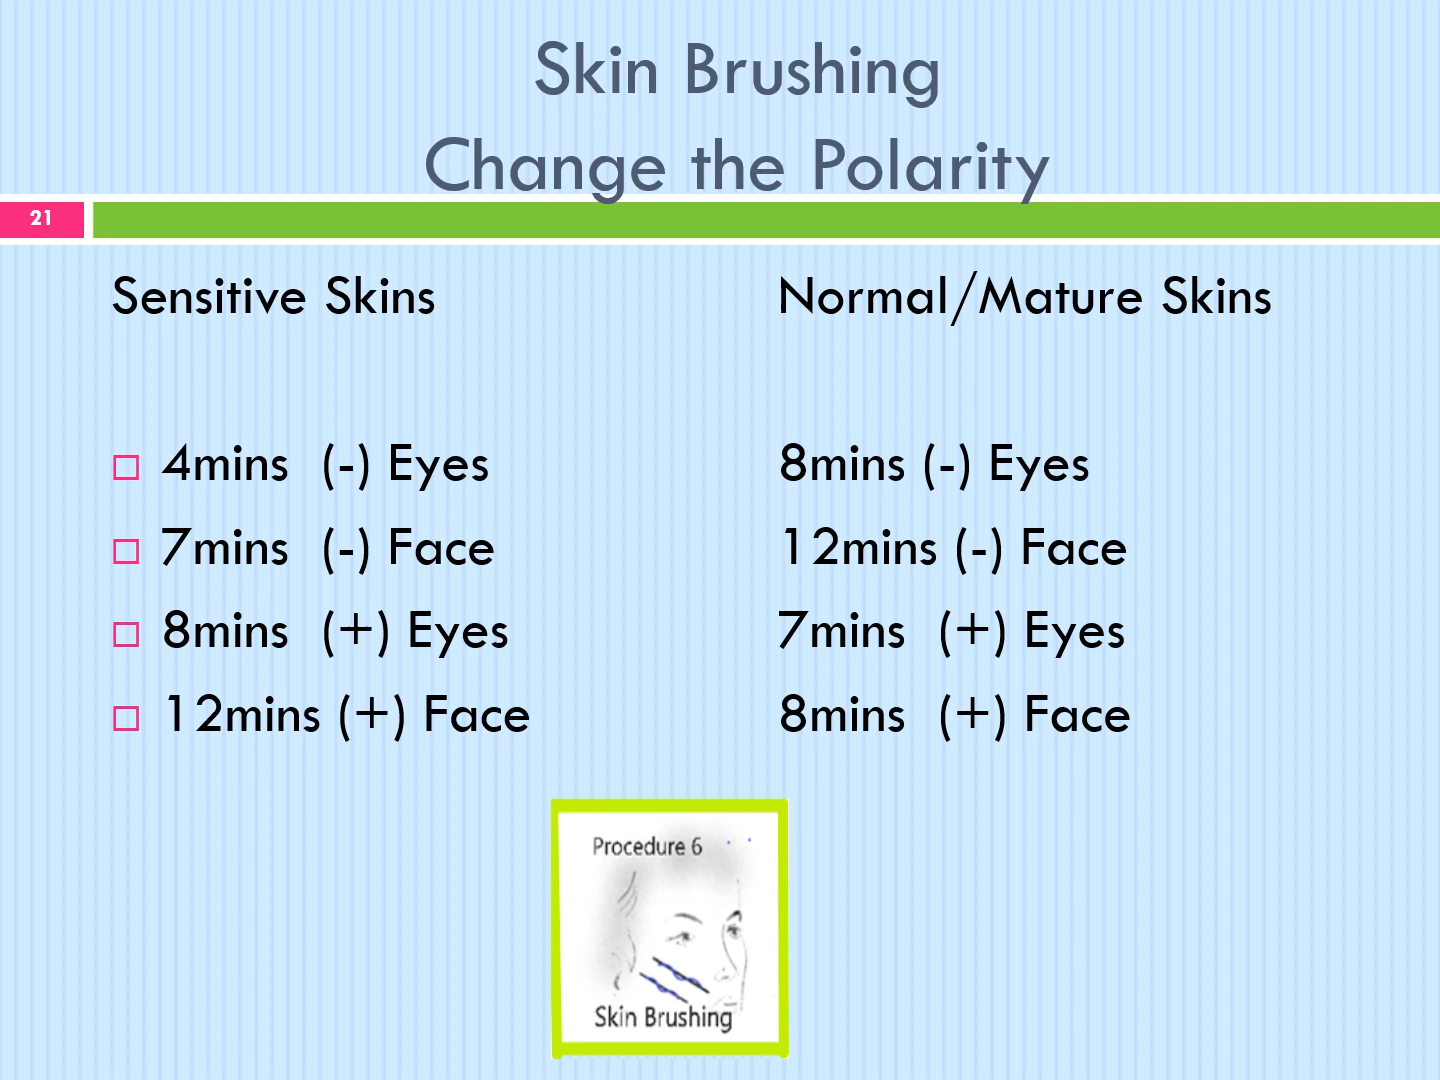 Skin Brushing
Change the Polarity
21
Sensitive Skins
4mins (-) Eyes
7mins (-) Face
8mins (+) Eyes
12mins (+) Face
Normal/Mature Skins
8mins (-) Eyes
12mins (-) Face
7mins (+) Eyes
8mins (+) Face
Procedure 6
Skin Brushing